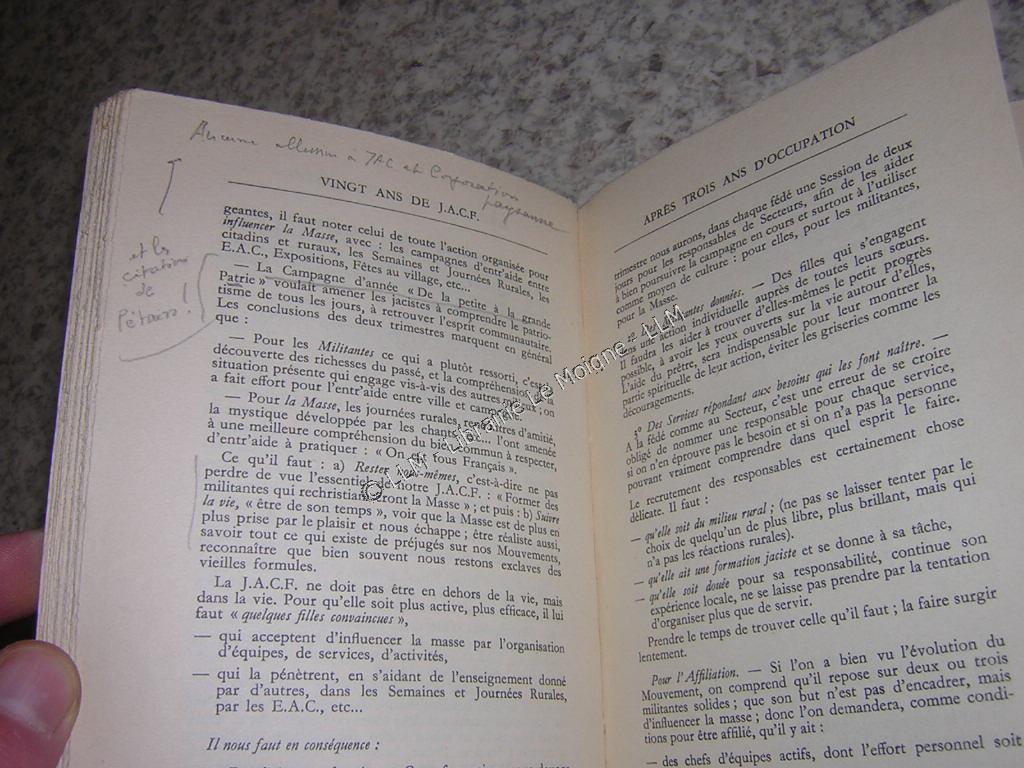 Aucune allusion à JAC et Corporation
paysanne
et les
citations
de
Pétain !
VINGT ANS DE J.A.C.F.
geantes, il faut noter celui de toute l'action organisée pour
influencer la Masse, avec : les campagnes d'entr'aide entre
citadins et ruraux, les Semaines et Journées Rurales, les
E.A.C., Expositions, Fêtes au village, etc...
— La Campagne d'année « De la petite à la grande
Patrie » voulait amener les jacistes à comprendre le patrio-
tisme de tous les jours, à retrouver l'esprit communautaire.
Les conclusions des deux trimestres marquent en général
que :
— Pour les Militantes ce qui a plutôt ressorti, c'est la
découverte des richesses du passé, et la compréhension de la
situation présente qui engage vis-à-vis des autres ; on
a fait effort pour l'entr'aide entre ville et campagne ;
— Pour la Masse, les journées rurales, d'amitié,
la mystique développée par les chants l'ont amenée
à une meilleure compréhension du bien commun à respecter,
d'entr'aide à pratiquer : « On est tous Français ».
Ce qu'il faut : a) Rester nous-mêmes, c'est-à-dire ne pas
perdre de vue l'essentiel de notre J.A.C.F. : « Former des
militantes qui rechristianiseront la Masse » ; et puis : b) Suivre
la vie, « être de son temps », voir que la Masse est de plus en
plus prise par le plaisir et nous échappe ; être réaliste aussi,
savoir tout ce qui existe de préjugés sur nos Mouvements,
reconnaître que bien souvent nous restons esclaves des
vieilles formules.
La J.A.C.F. ne doit pas être en dehors de la vie, mais
dans la vie. Pour qu'elle soit plus active, plus efficace, il lui
faut « quelques filles convaincues »,
— qui acceptent d'influencer la masse par l'organisation
d'équipes, de services, d'activités,
— qui la pénètrent, en s'aidant de l'enseignement donné
par d'autres, dans les Semaines et Journées Rurales,
par les E.A.C., etc...
Il nous faut en conséquence :
APRÈS TROIS ANS D'OCCUPATION
trimestre nous aurons, dans chaque fédé une Session de deux
jours pour les responsables de Secteurs, afin de les aider
à bien poursuivre la campagne en cours et surtout à l'utiliser
comme moyen de culture : pour elles, pour les militantes,
pour la Masse.
2° Des Militantes données. — Des filles qui s'engagent
à une action individuelle auprès de toutes leurs sœurs.
Il faudra les aider à trouver d'elles-mêmes le petit progrès
possible, à avoir les yeux ouverts sur la vie autour d'elles,
L'aide du prêtre, sera indispensable pour leur montrer la
partie spirituelle de leur action, éviter les griseries comme les
découragements.
3° Des Services répondant aux besoins qui les font naître. —
A la fédé comme au Secteur, c'est une erreur de se croire
obligé de nommer une responsable pour chaque service,
si on n'en éprouve pas le besoin et si on n'a pas la personne
pouvant vraiment comprendre dans quel esprit le faire.
Le recrutement des responsables est certainement chose
délicate. Il faut :
— qu'elle soit du milieu rural ; (ne pas se laisser tenter par le
choix de quelqu'un de plus libre, plus brillant, mais qui
n'a pas les réactions rurales).
— qu'elle ait une formation jaciste et se donne à sa tâche,
— qu'elle soit douée pour sa responsabilité, continue son
expérience locale, ne se laisse pas prendre par la tentation
d'organiser plus que de servir.
Prendre le temps de trouver celle qu'il faut ; la faire surgir
lentement.
Pour l'Affiliation. — Si l'on a bien vu l'évolution du
Mouvement, on comprend qu'il repose sur deux ou trois
militantes solides ; que son but n'est pas d'encadrer, mais
d'influencer la masse ; donc l'on demandera, comme condi-
tions pour être affilié, qu'il y ait :
— des chefs d'équipes actifs, dont l'effort personnel soit
© LLM - Librairie Le Moigne - LLM